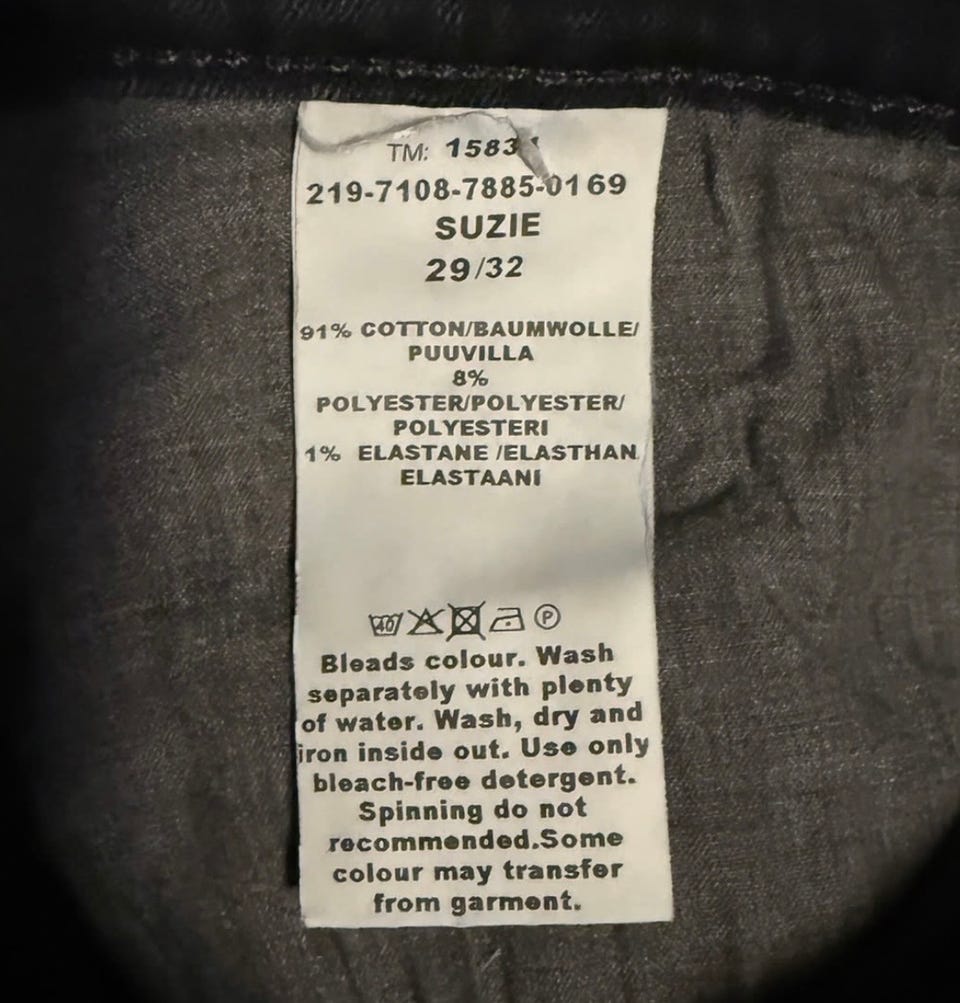 TM: 1583
219-7108-7885-0169
SUZIE
29/32
91% COTTON/BAUMWOLLE/
PUUVILLA
8%
POLYESTER/POLYESTER/
POLYESTERI
1% ELASTANE /ELASTHAN
ELASTAANI
40 P
Bleads colour. Wash
separately with plenty
of water. Wash, dry and
iron inside out. Use only
bleach-free detergent.
Spinning do not
recommended.Some
colour may transfer
from garment.